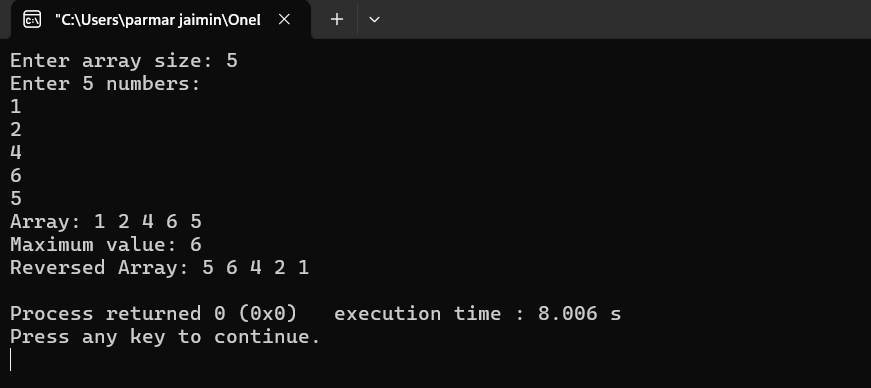 "C:\Users\parmar jaimin\Onel
Enter array size: 5
Enter 5 numbers:
1
2
4
6
5
Array: 1 2 4 6 5
Maximum value: 6
Reversed Array: 5 6 4 2 1
Process returned 0 (0x0)   execution time : 8.006 s
Press any key to continue.